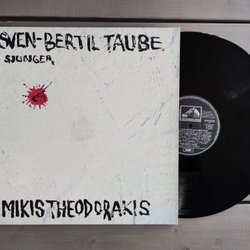 SVEN-BERTIL TAUBE
SJUNGER
MIKIS THEODORAKIS